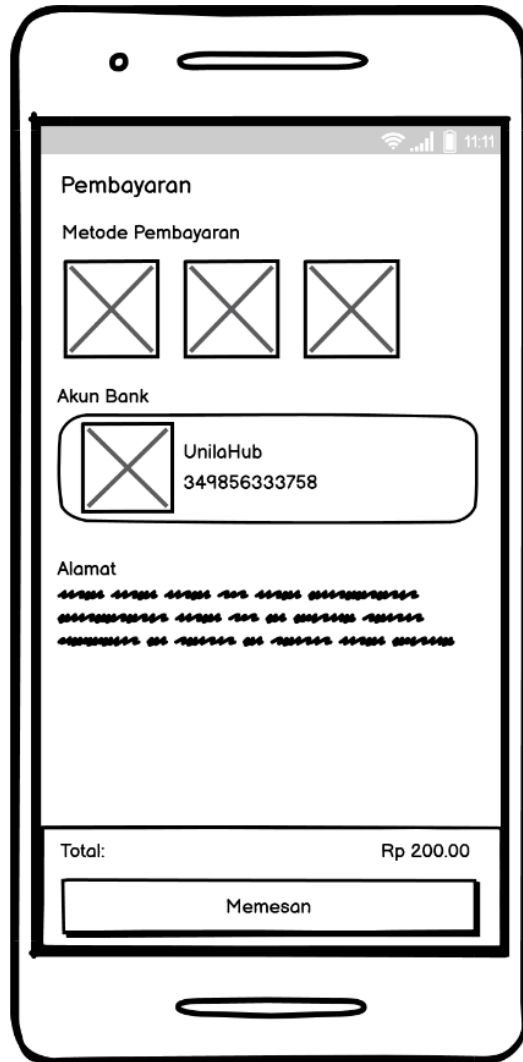 11:11
Pembayaran
Metode Pembayaran
Akun Bank
UnilaHub
349856333758
Alamat
Total: Rp 200.00
Memesan